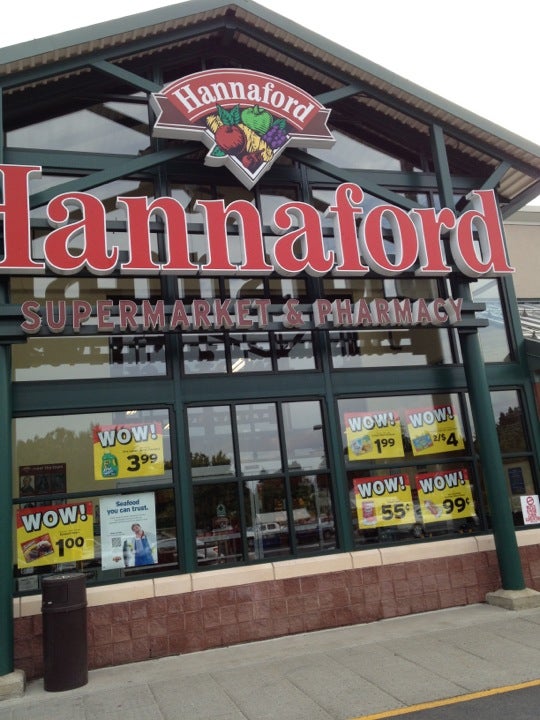 Hannaford
Hannaford
SUPERMARKET & PHARMACY
WOW!
3.99
WOW!
1.99
WOW!
2/$4
WOW!
1.00
Seafood
you can trust.
WOW!
55¢
WOW!
99¢